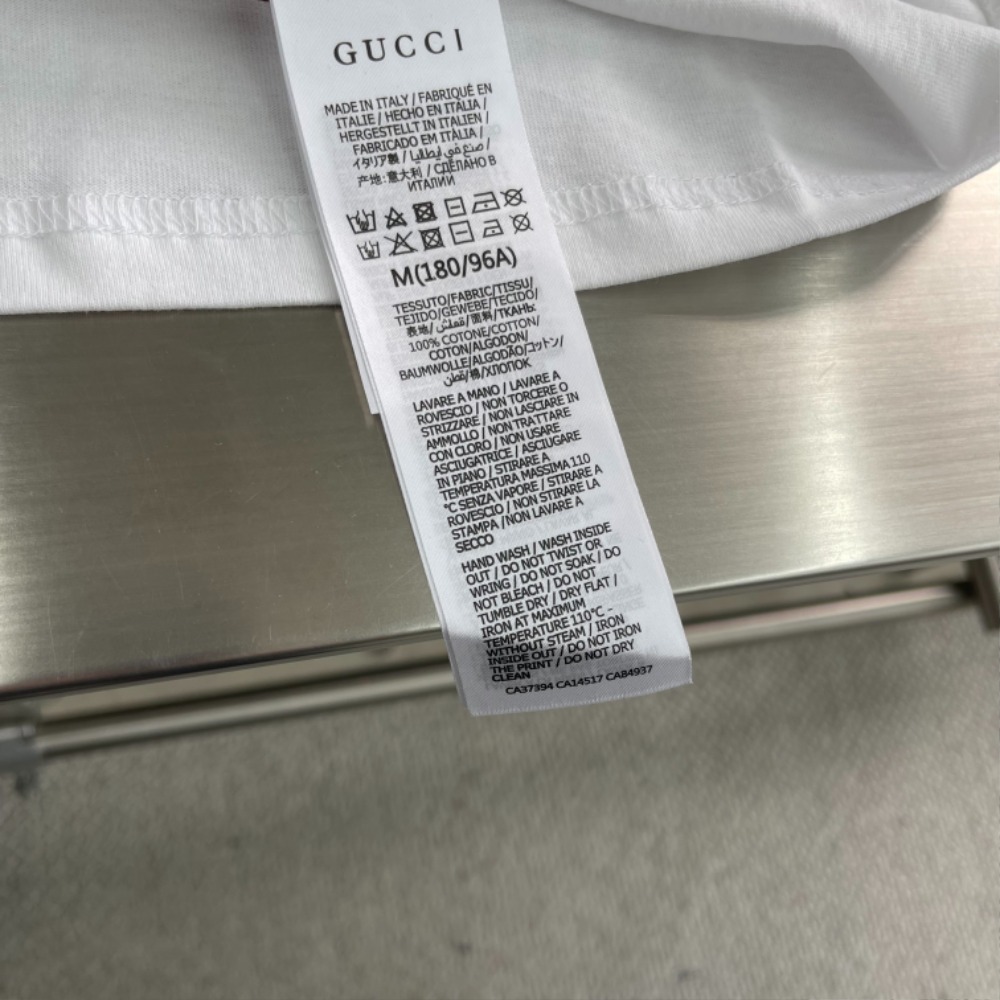 GUCCI
MADE IN ITALY / FABRIQUÉ EN
ITALIE / HECHO EN ITALIA /
HERGESTELLT IN ITALIEN /
FABRICADO EM ITÀLIA /
イタリア製 / صنع في إيطاليا /
产地:意大利 / СДЕЛАНО В
ИТАЛИИ
M(180/96A)
TESSUTO/FABRIC/TISSU/
TEJIDO/GEWEBE/TECIDO/
表地/قماش/面料/ТКАНЬ:
100% COTONE/COTTON/
COTON/ALGODON/
BAUMWOLLE/ALGODÃO/コットン/
قطن/棉/ХЛОПОК
LAVARE A MANO / LAVARE A
ROVESCIO / NON TORCERE O
STRIZZARE / NON LASCIARE IN
AMMOLLO / NON TRATTARE
CON CLORO / NON USARE
ASCIUGATRICE / ASCIUGARE
IN PIANO / STIRARE A
TEMPERATURA MASSIMA 110
°C SENZA VAPORE / STIRARE A
ROVESCIO / NON STIRARE LA
STAMPA /NON LAVARE A
SECCO
HAND WASH / WASH INSIDE
OUT / DO NOT TWIST OR
WRING / DO NOT SOAK / DO
NOT BLEACH / DO NOT
TUMBLE DRY / DRY FLAT /
IRON AT MAXIMUM
TEMPERATURE 110°C -
WITHOUT STEAM / IRON
INSIDE OUT / DO NOT IRON
THE PRINT / DO NOT DRY
CLEAN
CA37394 CA14517 CAB4937